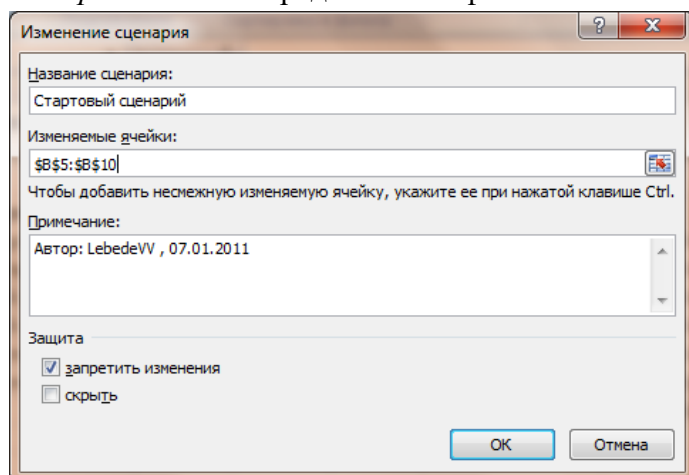 Изменение сценария
Название сценария:
Стартовый сценарий
Изменяемые ячейки:
$B$5:$B$10
Чтобы добавить несмежную изменяемую ячейку, укажите ее при нажатой клавише Ctrl.
Примечание:
Автор: LebedeVV , 07.01.2011
Защита
запретить изменения
скрыть
ОК Отмена